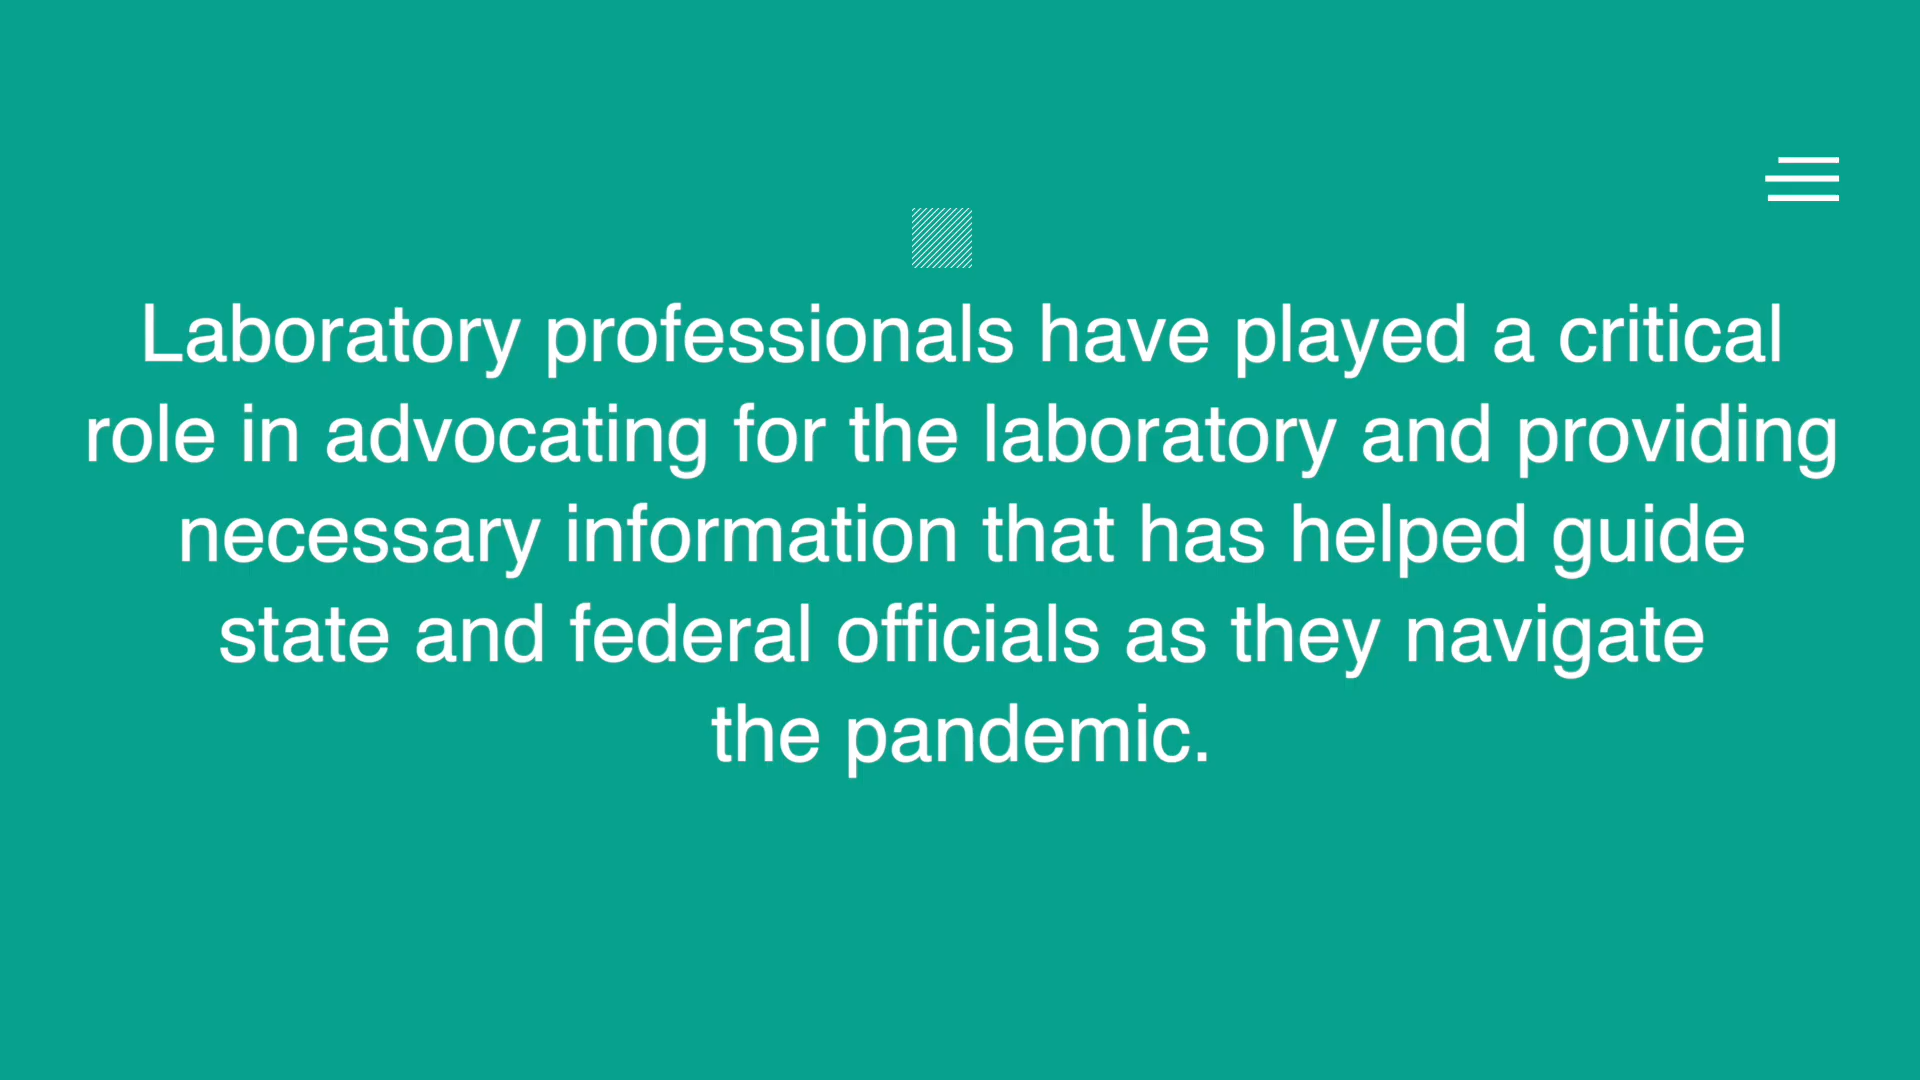 Laboratory professionals have played a critical
role in advocating for the laboratory and providing
necessary information that has helped guide
state and federal officials as they navigate
the pandemic.